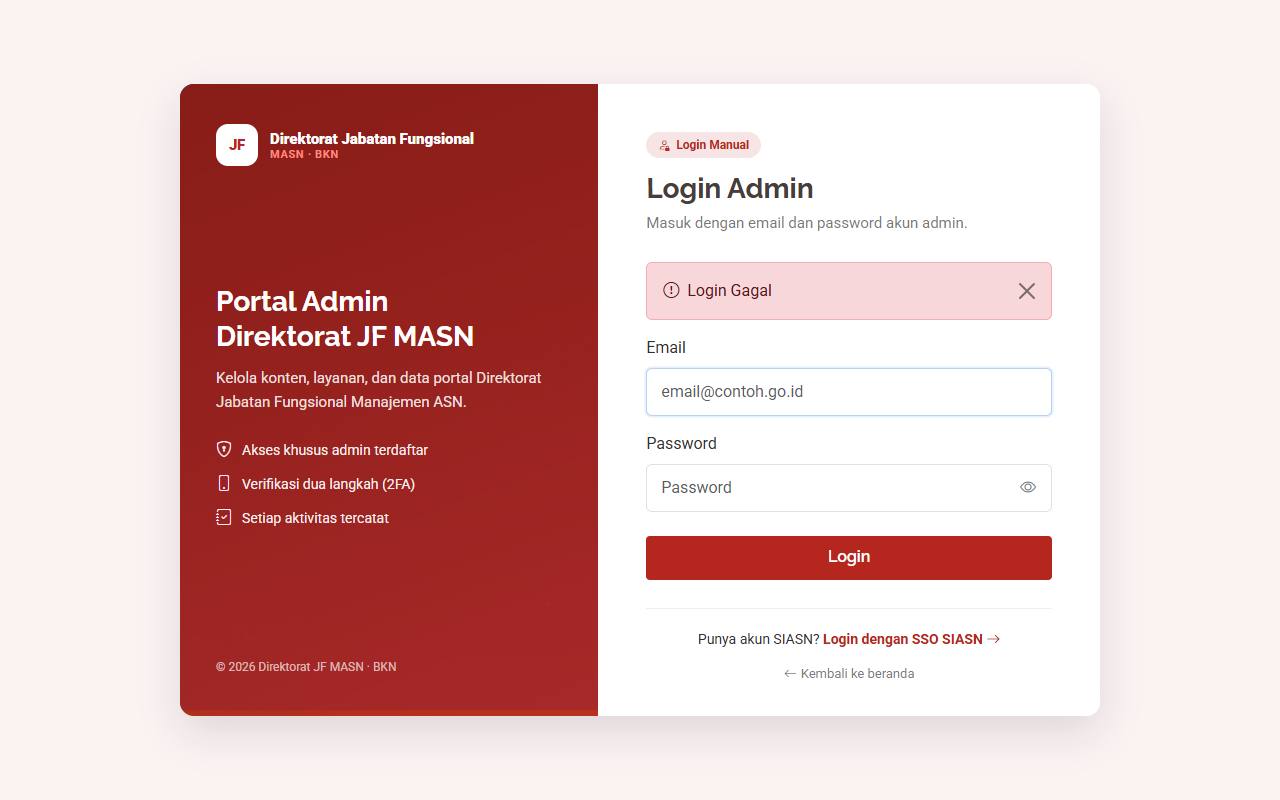 JF
Direktorat Jabatan Fungsional
MASN · BKN
Portal Admin
Direktorat JF MASN
Kelola konten, layanan, dan data portal Direktorat
Jabatan Fungsional Manajemen ASN.
Akses khusus admin terdaftar
Verifikasi dua langkah (2FA)
Setiap aktivitas tercatat
© 2026 Direktorat JF MASN · BKN
Login Manual
Login Admin
Masuk dengan email dan password akun admin.
Login Gagal
Email
email@contoh.go.id
Password
Password
Login
Punya akun SIASN? Login dengan SSO SIASN →
← Kembali ke beranda